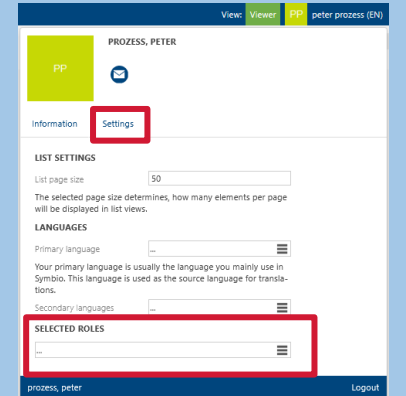 View: Viewer PP peter prozess (EN)
PROZESS, PETER
PP
Information Settings
LIST SETTINGS
List page size 50
The selected page size determines, how many elements per page
will be displayed in list views.
LANGUAGES
Primary language ...
Your primary language is usually the language you mainly use in
Symbio. This language is used as the source language for transla-
tions.
Secondary languages ...
SELECTED ROLES
...
prozess, peter Logout